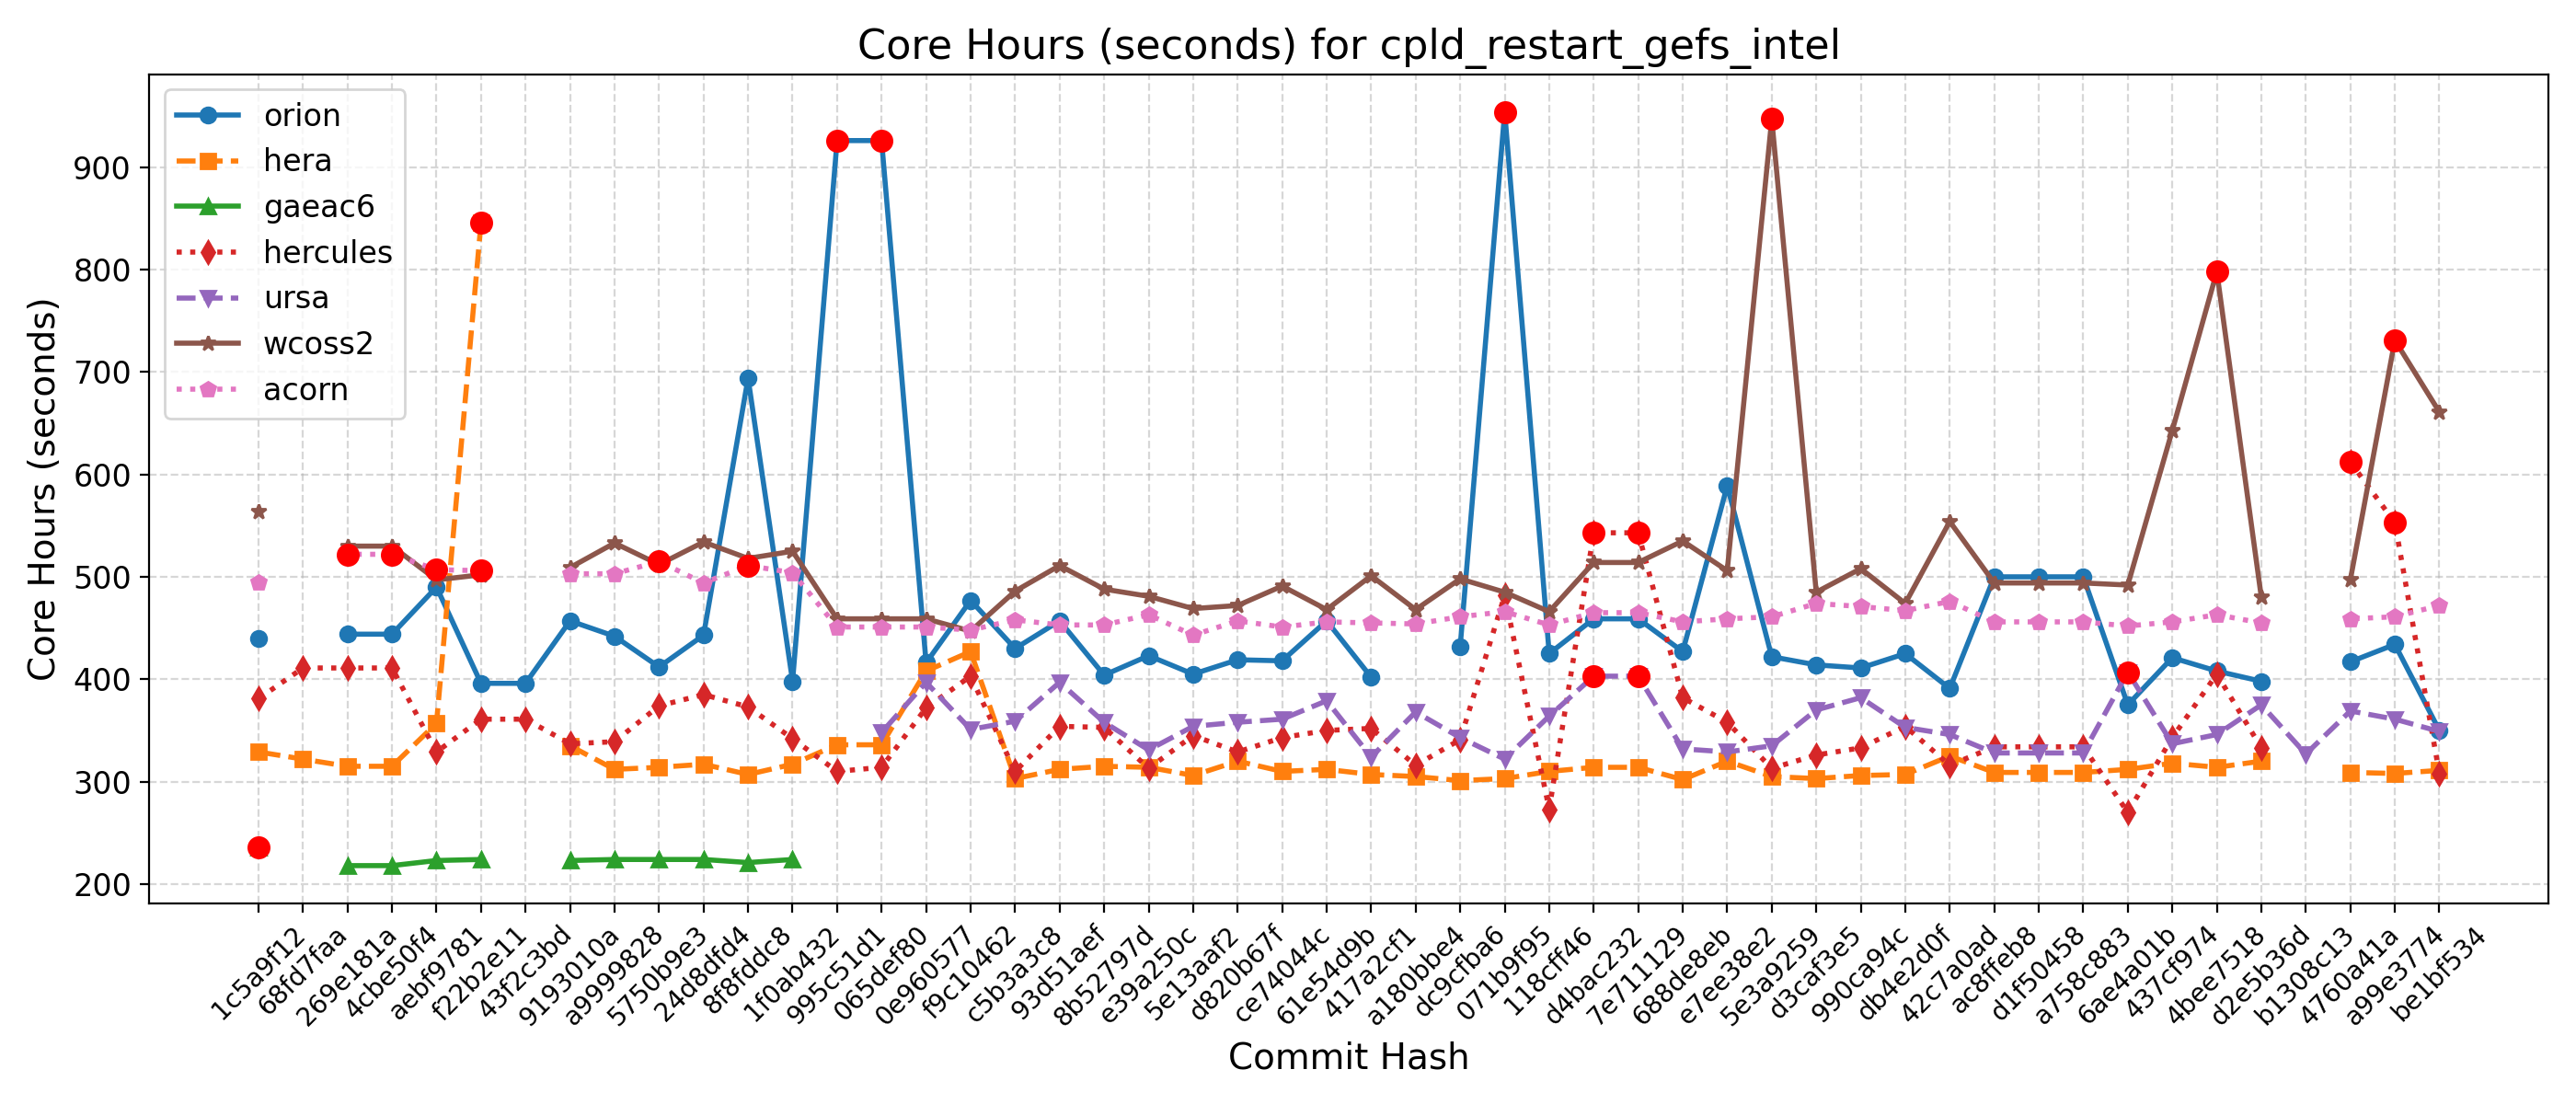 Core Hours (seconds) for cpld_restart_gefs_intel
orion
hera
gaeac6
hercules
ursa
wcoss2
acorn
Core Hours (seconds)
900
800
700
600
500
400
300
200
1c5a9f12
68fd7faa
269e181a
4cbe50f4
aebf9781
f22b2e11
43f2c3bd
9193010a
a9999828
5750b9e3
24d8dfd4
8f8fddc8
1f0ab432
995c51d1
065def80
0e960577
f9c10462
c5b3a3c8
93d51aef
8b52797d
e39a250c
5e13aaf2
d820b67f
ce74044c
61e54d9b
417a2cf1
a180bbe4
dc9cfba6
071b9f95
118cff46
d4bac232
7e711129
688de8eb
e7ee38e2
5e3a9259
d3caf3e5
990ca94c
db4e2d0f
42c7a0ad
ac8ffeb8
d1f50458
a758c883
6ae4a01b
437cf974
4bee7518
d2e5b36d
b1308c13
4760a41a
a99e3774
be1bf534
Commit Hash